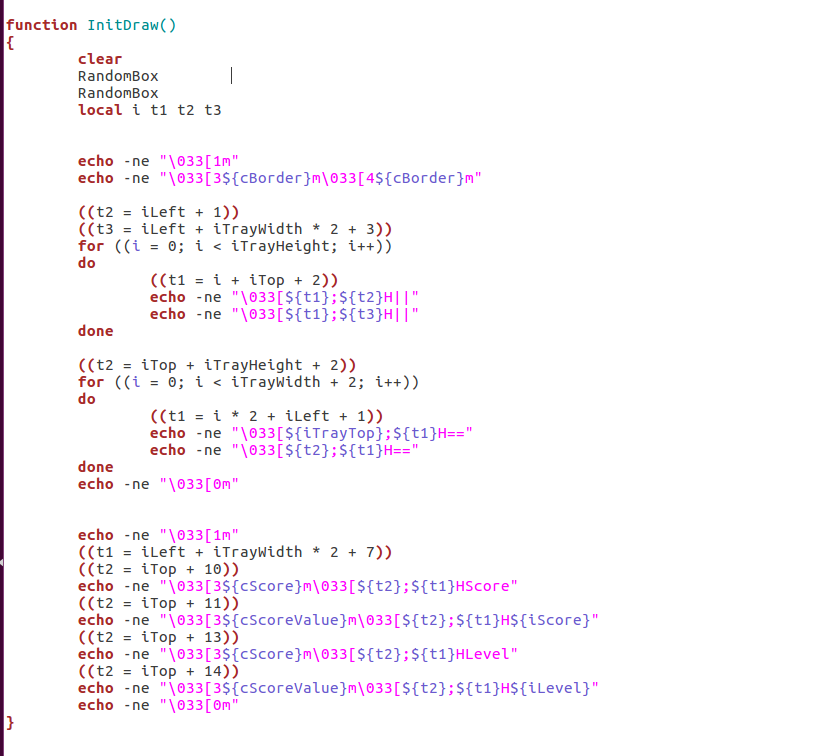 function InitDraw()
{
        clear
        RandomBox
        RandomBox
        local i t1 t2 t3
        echo -ne "\033[1m"
        echo -ne "\033[3${cBorder}m\033[4${cBorder}m"
        ((t2 = iLeft + 1))
        ((t3 = iLeft + iTrayWidth * 2 + 3))
        for ((i = 0; i < iTrayHeight; i++))
        do
                ((t1 = i + iTop + 2))
                echo -ne "\033[${t1};${t2}H||"
                echo -ne "\033[${t1};${t3}H||"
        done
        ((t2 = iTop + iTrayHeight + 2))
        for ((i = 0; i < iTrayWidth + 2; i++))
        do
                ((t1 = i * 2 + iLeft + 1))
                echo -ne "\033[${iTrayTop};${t1}H=="
                echo -ne "\033[${t2};${t1}H=="
        done
        echo -ne "\033[0m"
        echo -ne "\033[1m"
        ((t1 = iLeft + iTrayWidth * 2 + 7))
        ((t2 = iTop + 10))
        echo -ne "\033[3${cScore}m\033[${t2};${t1}HScore"
        ((t2 = iTop + 11))
        echo -ne "\033[3${cScoreValue}m\033[${t2};${t1}H${iScore}"
        ((t2 = iTop + 13))
        echo -ne "\033[3${cScore}m\033[${t2};${t1}HLevel"
        ((t2 = iTop + 14))
        echo -ne "\033[3${cScoreValue}m\033[${t2};${t1}H${iLevel}"
        echo -ne "\033[0m"
}